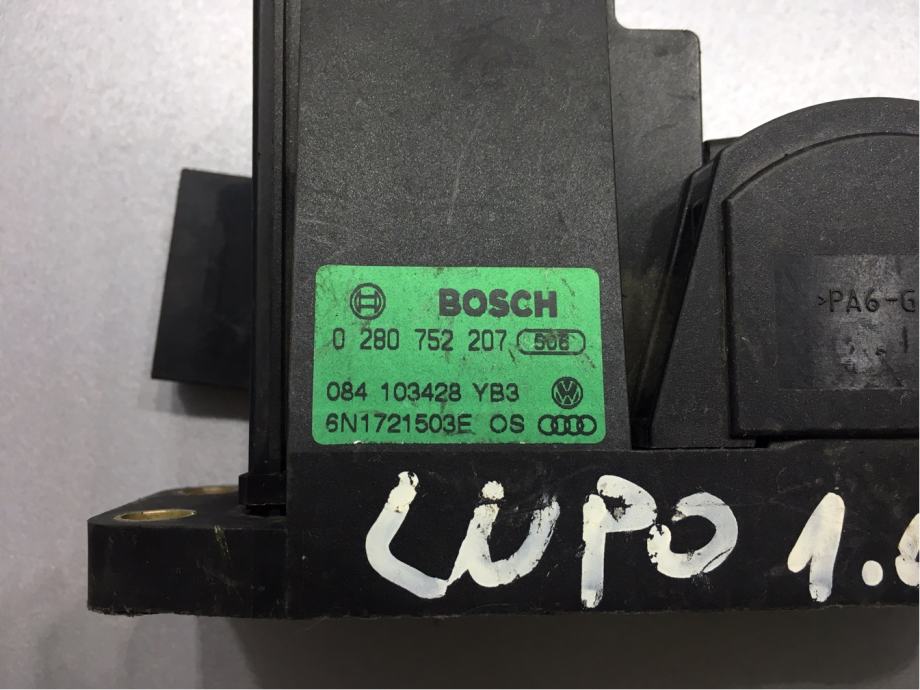 BOSCH
0 280 752 207 506
084 103428 YB3
6N1721503E OS
>PA6-G
LUPO 1.